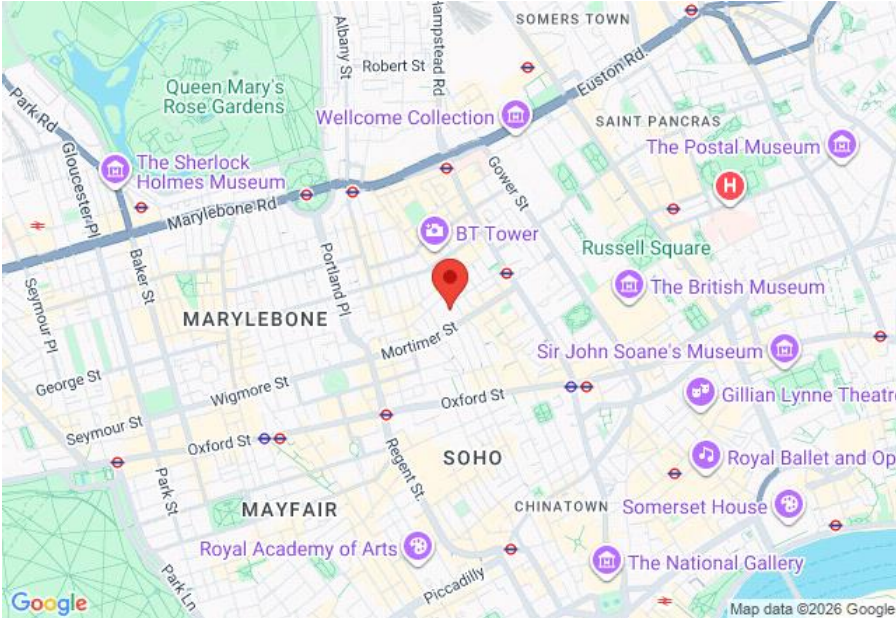 SOMERS TOWN
Albany St
Hampstead Rd
Robert St
Euston Rd.
Queen Mary's
Rose Gardens
Park Rd
Wellcome Collection
SAINT PANCRAS
The Postal Museum
Gloucester Pl
The Sherlock
Holmes Museum
Gower St
H
Marylebone Rd
BT Tower
Russell Square
Portland Pl
Baker St
The British Museum
Seymour Pl
MARYLEBONE
Mortimer St
Sir John Soane's Museum
George St
Wigmore St
Oxford St
Gillian Lynne Theatre
Seymour St
Oxford St
Regent St.
SOHO
Royal Ballet and Op
Park St
MAYFAIR
CHINATOWN
Somerset House
Royal Academy of Arts
The National Gallery
Piccadilly
Park Ln
Google
Map data ©2026 Google